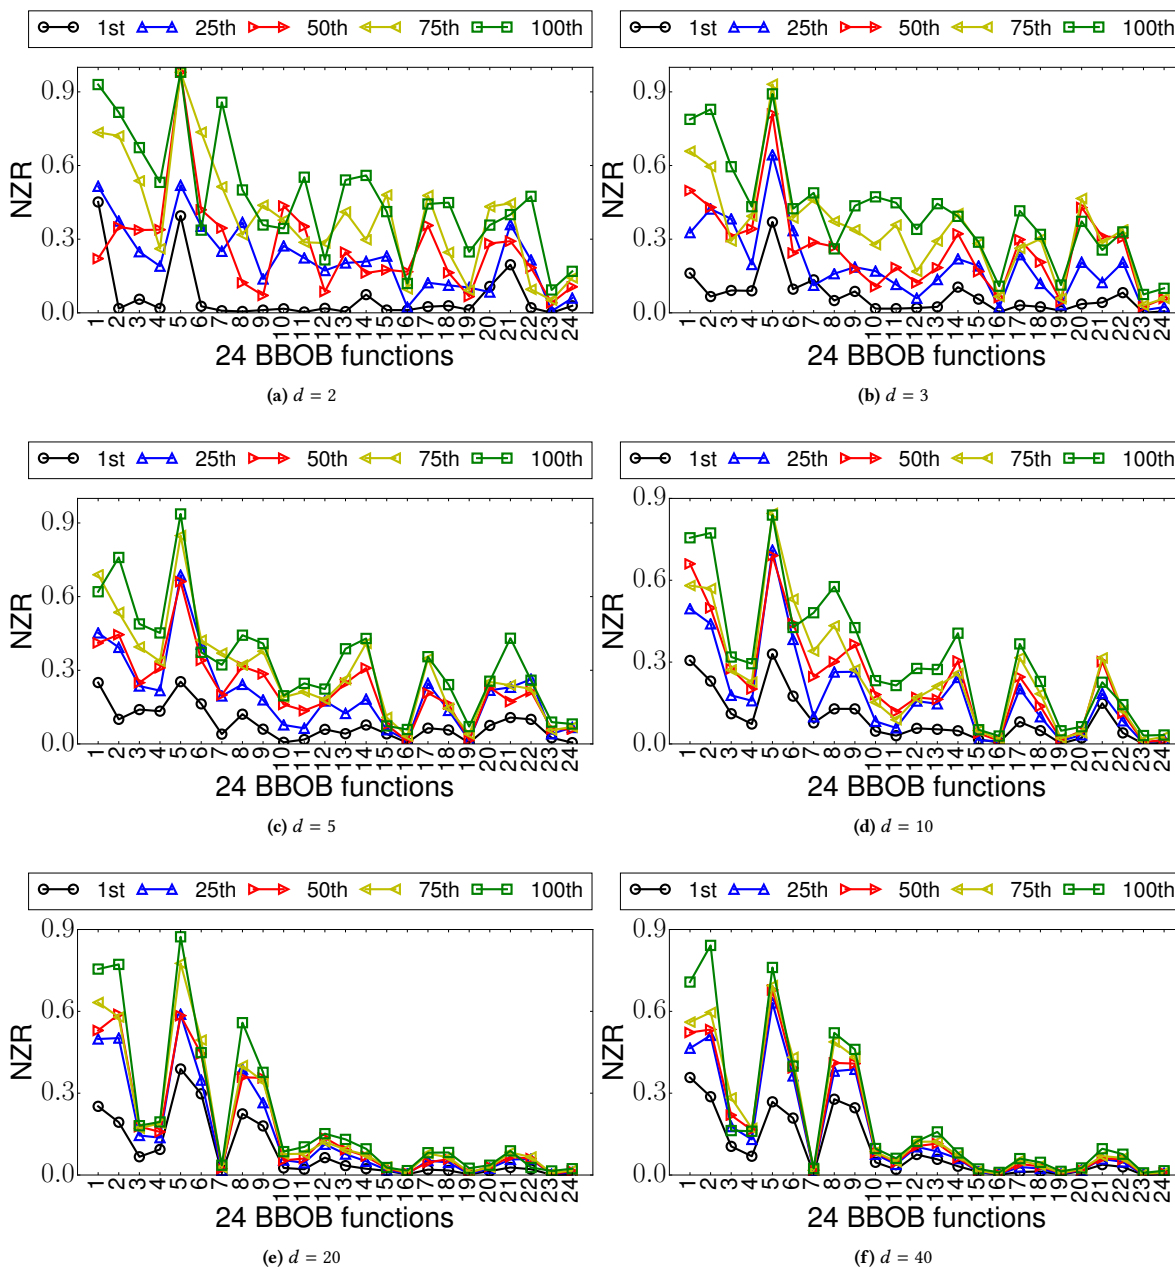 1st 25th 50th 75th 100th
0.9
0.6
0.3
0.0
NZR
1 2 3 4 5 6 7 8 9 10 11 12 13 14 15 16 17 18 19 20 21 22 23 24
24 BBOB functions
(a) d = 2
1st 25th 50th 75th 100th
0.9
0.6
0.3
0.0
NZR
1 2 3 4 5 6 7 8 9 10 11 12 13 14 15 16 17 18 19 20 21 22 23 24
24 BBOB functions
(b) d = 3
1st 25th 50th 75th 100th
0.9
0.6
0.3
0.0
NZR
1 2 3 4 5 6 7 8 9 10 11 12 13 14 15 16 17 18 19 20 21 22 23 24
24 BBOB functions
(c) d = 5
1st 25th 50th 75th 100th
0.9
0.6
0.3
0.0
NZR
1 2 3 4 5 6 7 8 9 10 11 12 13 14 15 16 17 18 19 20 21 22 23 24
24 BBOB functions
(d) d = 10
1st 25th 50th 75th 100th
0.9
0.6
0.3
0.0
NZR
1 2 3 4 5 6 7 8 9 10 11 12 13 14 15 16 17 18 19 20 21 22 23 24
24 BBOB functions
(e) d = 20
1st 25th 50th 75th 100th
0.9
0.6
0.3
0.0
NZR
1 2 3 4 5 6 7 8 9 10 11 12 13 14 15 16 17 18 19 20 21 22 23 24
24 BBOB functions
(f) d = 40